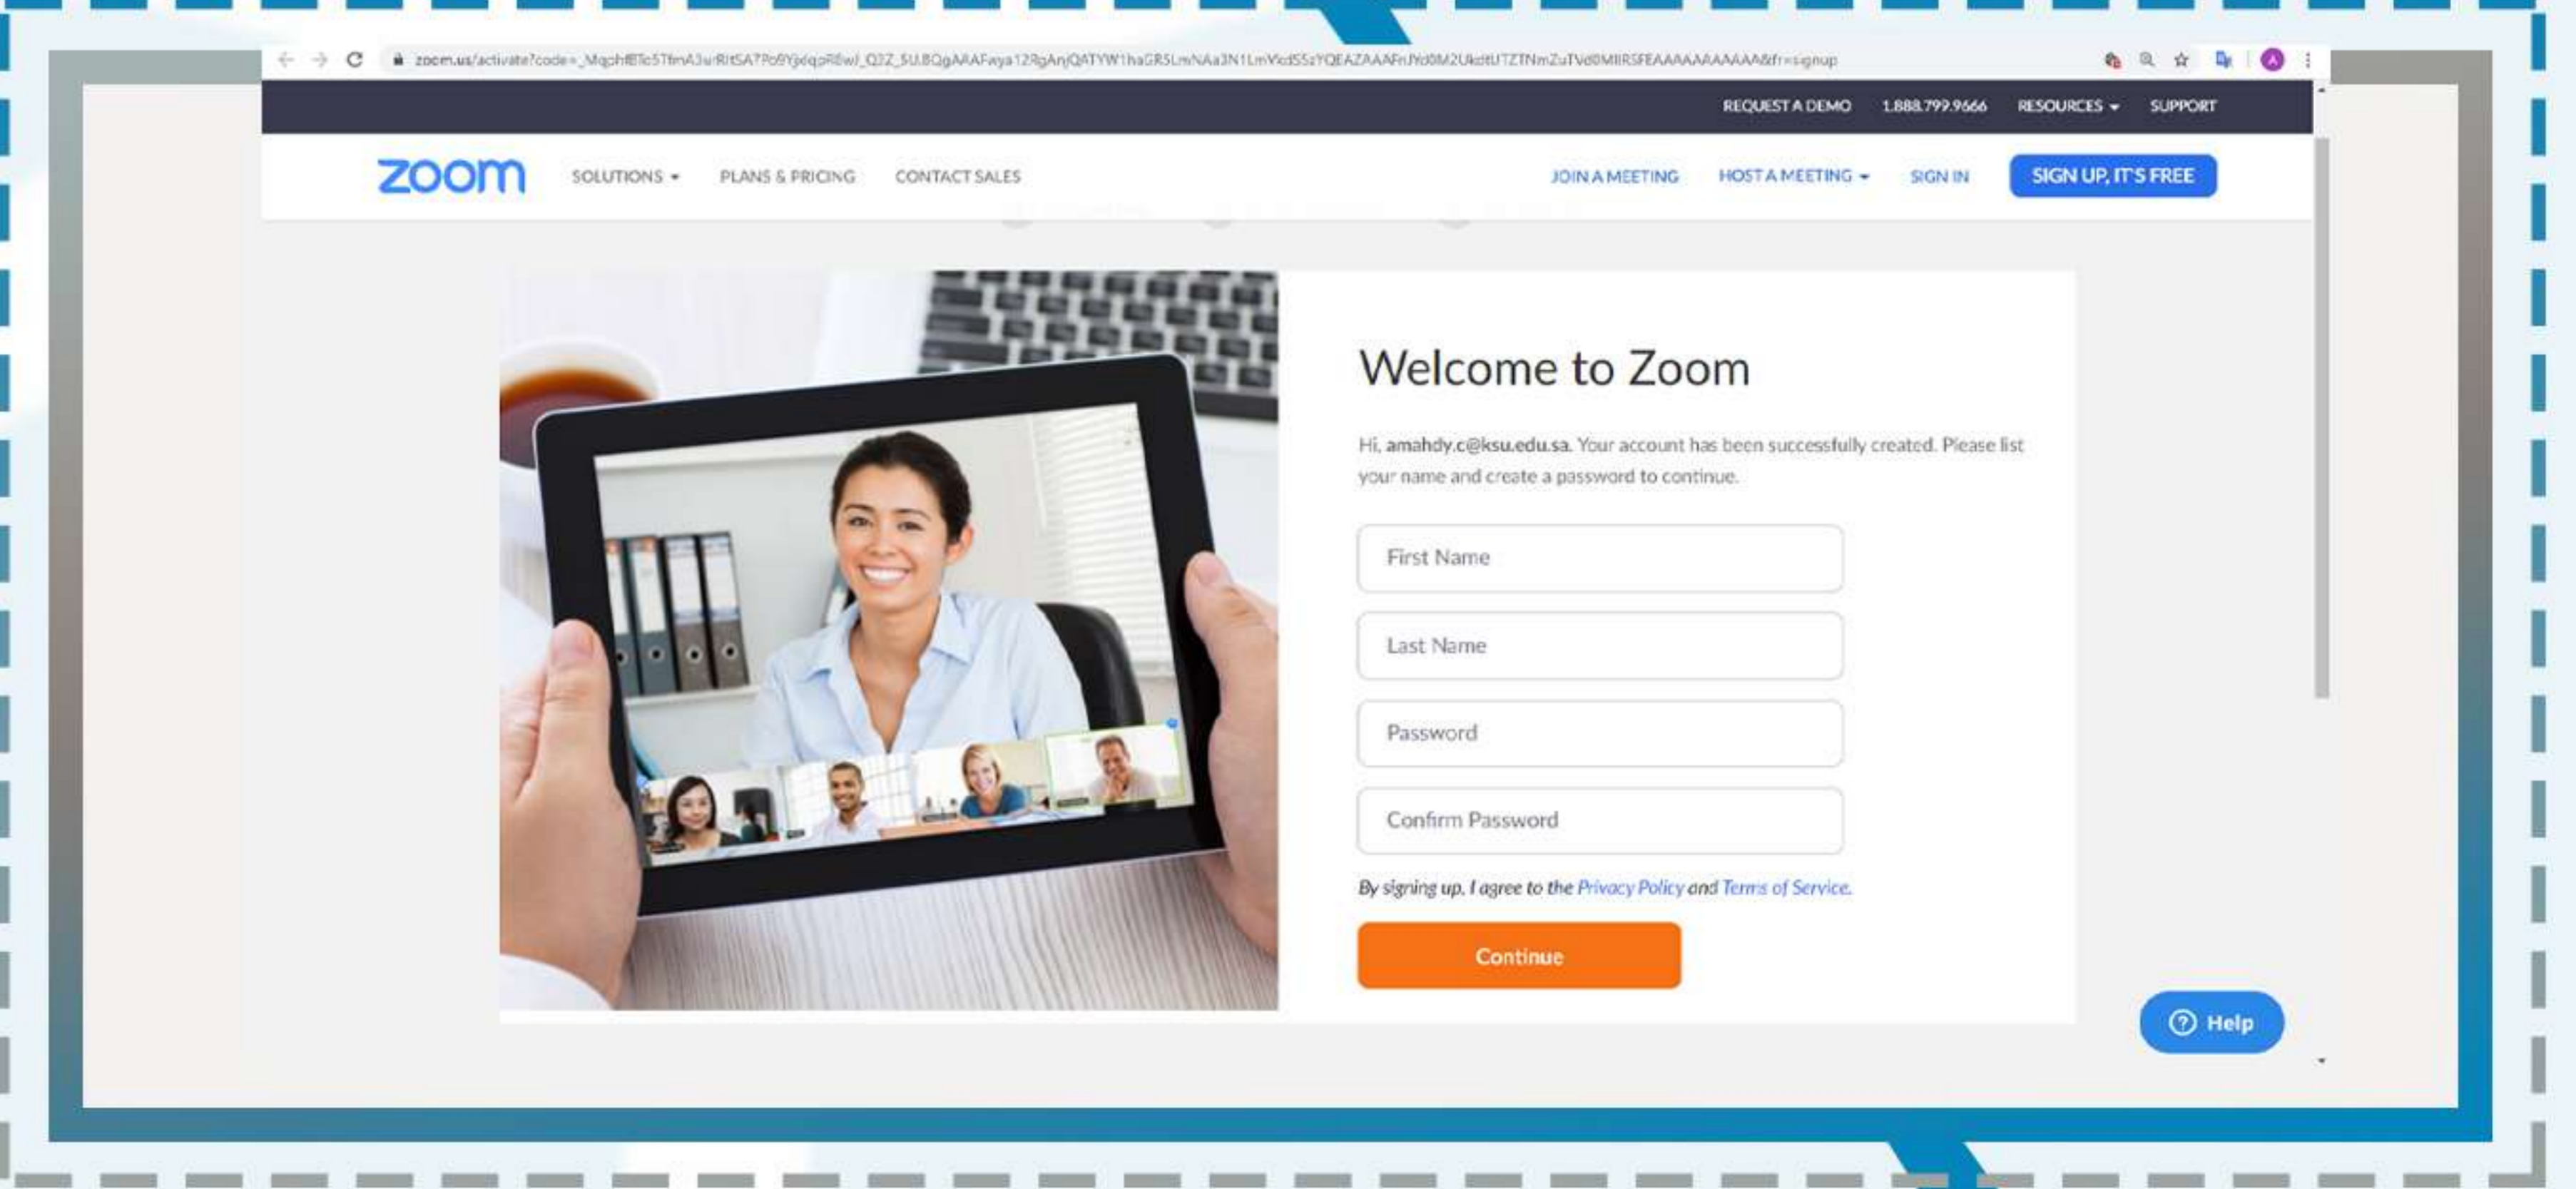 REQUEST A DEMO 1.888.799.9666 RESOURCES SUPPORT
zoom SOLUTIONS PLANS & PRICING CONTACT SALES JOIN A MEETING HOST A MEETING SIGN IN SIGN UP, IT'S FREE
Welcome to Zoom
Hi, amahdy.c@ksu.edu.sa. Your account has been successfully created. Please list
your name and create a password to continue.
First Name
Last Name
Password
Confirm Password
By signing up, I agree to the Privacy Policy and Terms of Service.
Continue
Help